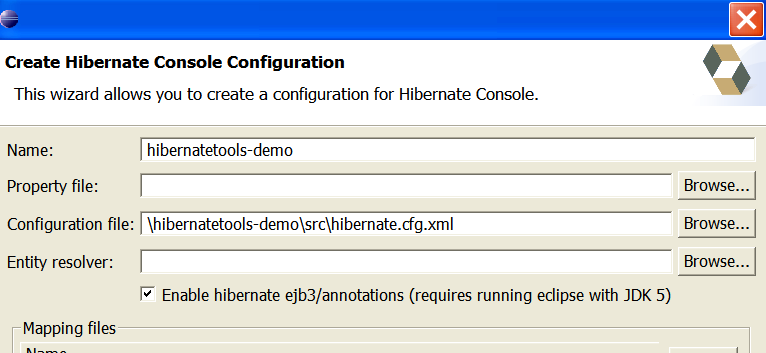 Create Hibernate Console Configuration
This wizard allows you to create a configuration for Hibernate Console.
Name: hibernatetools-demo
Property file: Browse...
Configuration file: \hibernatetools-demo\src\hibernate.cfg.xml Browse...
Entity resolver: Browse...
Enable hibernate ejb3/annotations (requires running eclipse with JDK 5)
Mapping files
Name